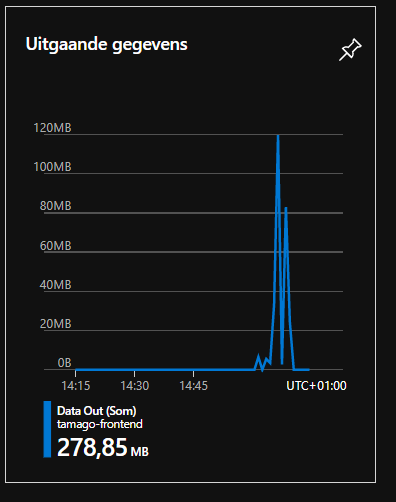 Uitgaande gegevens
120MB
100MB
80MB
60MB
40MB
20MB
0B
14:15 14:30 14:45 UTC+01:00
Data Out (Som)
tamago-frontend
278,85 MB